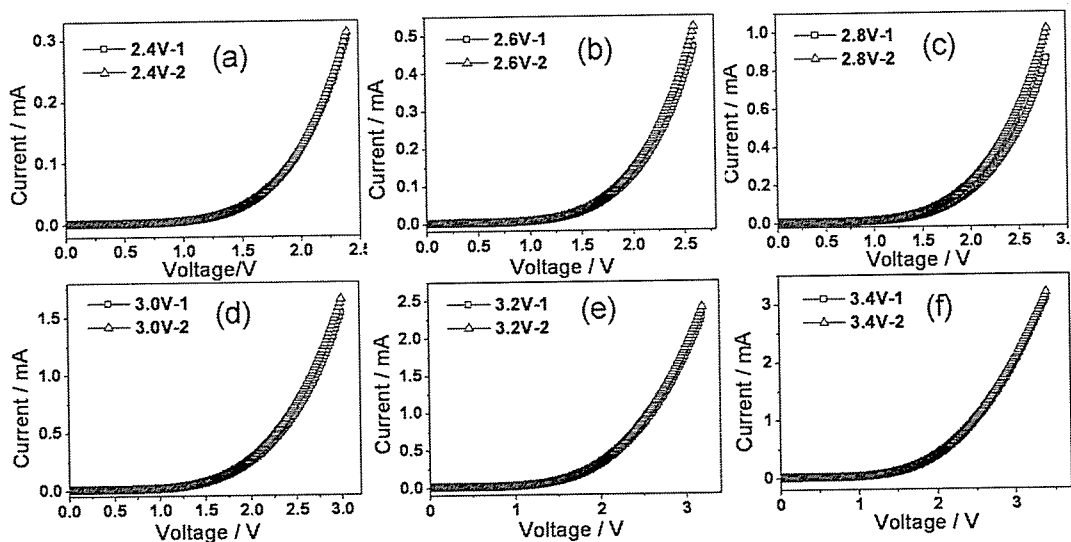 2.4V-1
2.4V-2
(a)
0.3
0.2
0.1
0.0
Current / mA
0.0 0.5 1.0 1.5 2.0
Voltage/V
2.6V-1
2.6V-2
(b)
0.5
0.4
0.3
0.2
0.1
0.0
Current / mA
0.0 0.5 1.0 1.5 2.0 2.5
Voltage / V
2.8V-1
2.8V-2
(c)
1.0
0.8
0.6
0.4
0.2
0.0
Current / mA
0.0 0.5 1.0 1.5 2.0 2.5
Voltage / V
3.0V-1
3.0V-2
(d)
1.5
1.0
0.5
0.0
Current / mA
0.0 0.5 1.0 1.5 2.0 2.5 3.0
Voltage / V
3.2V-1
3.2V-2
(e)
2.5
2.0
1.5
1.0
0.5
0.0
Current / mA
0 1 2 3
Voltage / V
3.4V-1
3.4V-2
(f)
3
2
1
0
Current / mA
0 1 2 3
Voltage / V